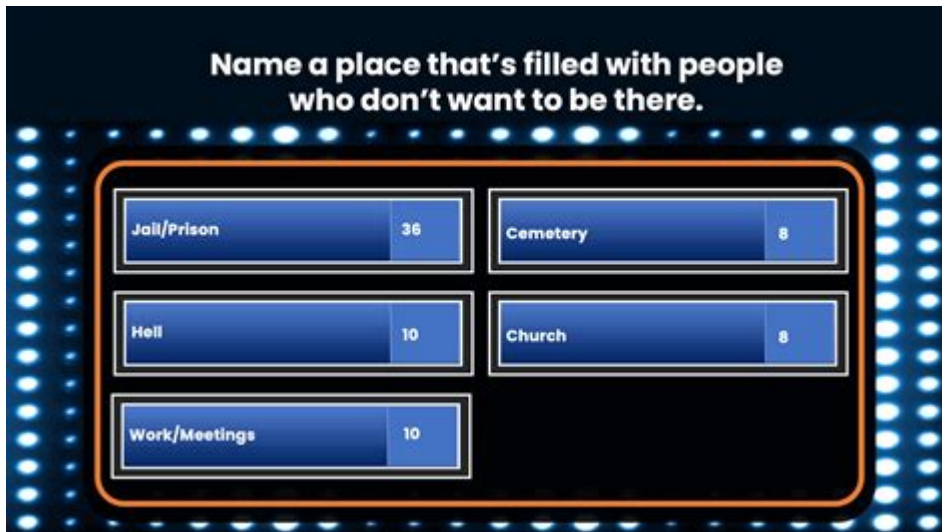 Name a place that's filled with people
who don't want to be there.
Jail/Prison 36
Hell 10
Work/Meetings 10
Cemetery 8
Church 8